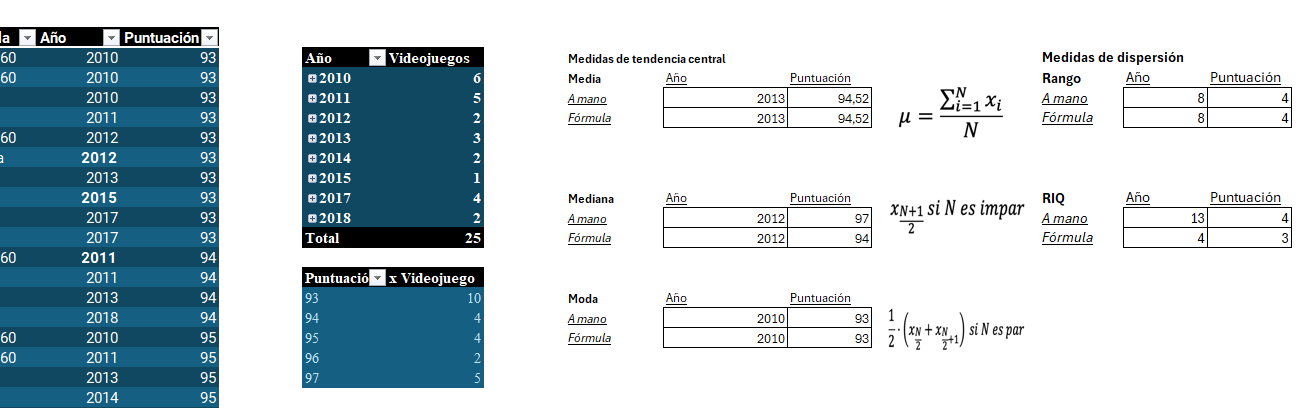 la Año Puntuación
60 2010 93
60 2010 93
2010 93
2011 93
60 2012 93
a 2012 93
2013 93
2015 93
2017 93
2017 93
60 2011 94
2011 94
2013 94
2018 94
60 2010 95
60 2011 95
2013 95
2014 95
Año Videojuegos
2010 6
2011 5
2012 2
2013 3
2014 2
2015 1
2017 4
2018 2
Total 25
Puntuació x Videojuego
93 10
94 4
95 4
96 2
97 5
Medidas de tendencia central
Media Año Puntuación
A mano 2013 94,52
Fórmula 2013 94,52
μ = \frac{\sum_{i=1}^{N} x_i}{N}
Mediana Año Puntuación
A mano 2012 97
Fórmula 2012 94
x_{\frac{N+1}{2}} si N es impar
Moda Año Puntuación
A mano 2010 93
Fórmula 2010 93
\frac{1}{2} · (x_{\frac{N}{2}} + x_{\frac{N}{2}+1}) si N es par
Medidas de dispersión
Rango Año Puntuación
A mano 8 4
Fórmula 8 4
RIQ Año Puntuación
A mano 13 4
Fórmula 4 3